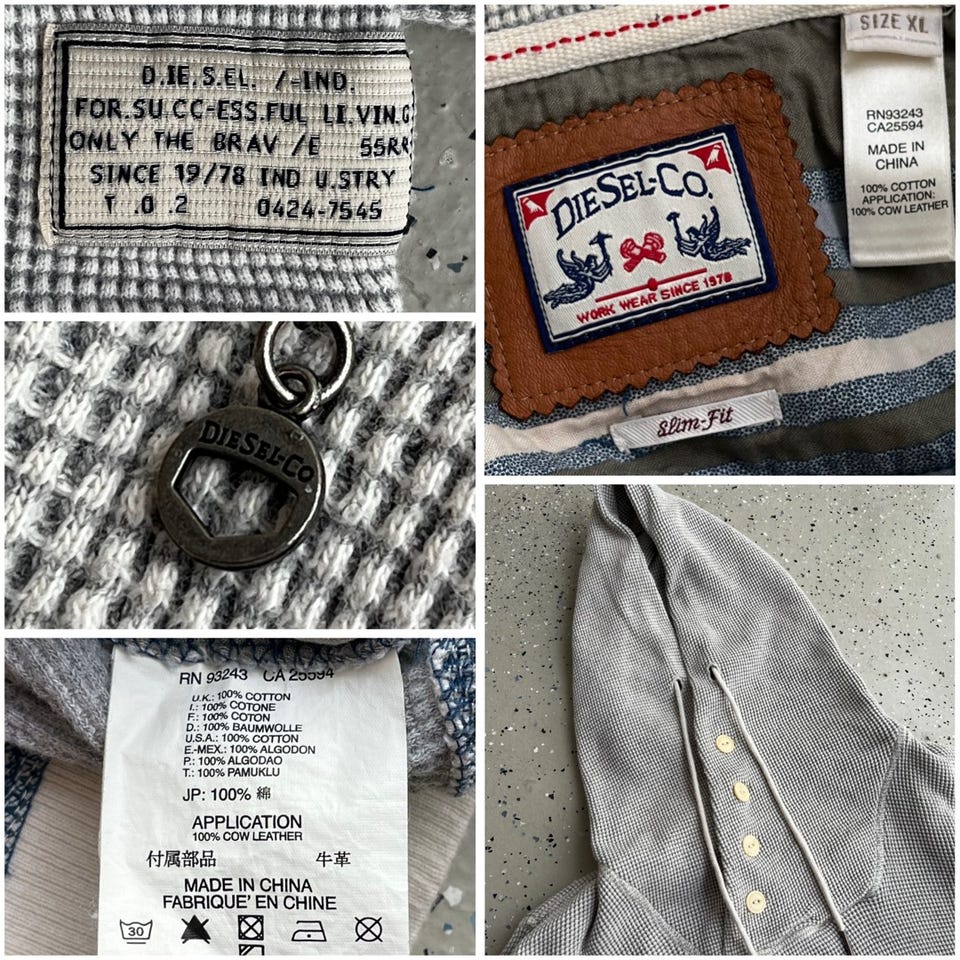 D.IE.S.EL. /-IND.
FOR.SU CC-ESS.FUL LI.VIN.G
ONLY THE BRAV /E 55RR
SINCE 19/78 IND U.STRY
T .0 .2 0424-7545
SIZE XL
RN93243
CA25594
MADE IN
CHINA
100% COTTON
APPLICATION:
100% COW LEATHER
DIESEL-CO.
WORK WEAR SINCE 1978
Slim-Fit
DIESEL-CO
RN 93243 CA 25594
U.K.: 100% COTTON
I.: 100% COTONE
F.: 100% COTON
D.: 100% BAUMWOLLE
U.S.A.: 100% COTTON
E.-MEX.: 100% ALGODON
P.: 100% ALGODAO
T.: 100% PAMUKLU
JP: 100% 綿
APPLICATION
100% COW LEATHER
付属部品 牛革
MADE IN CHINA
FABRIQUE' EN CHINE
30